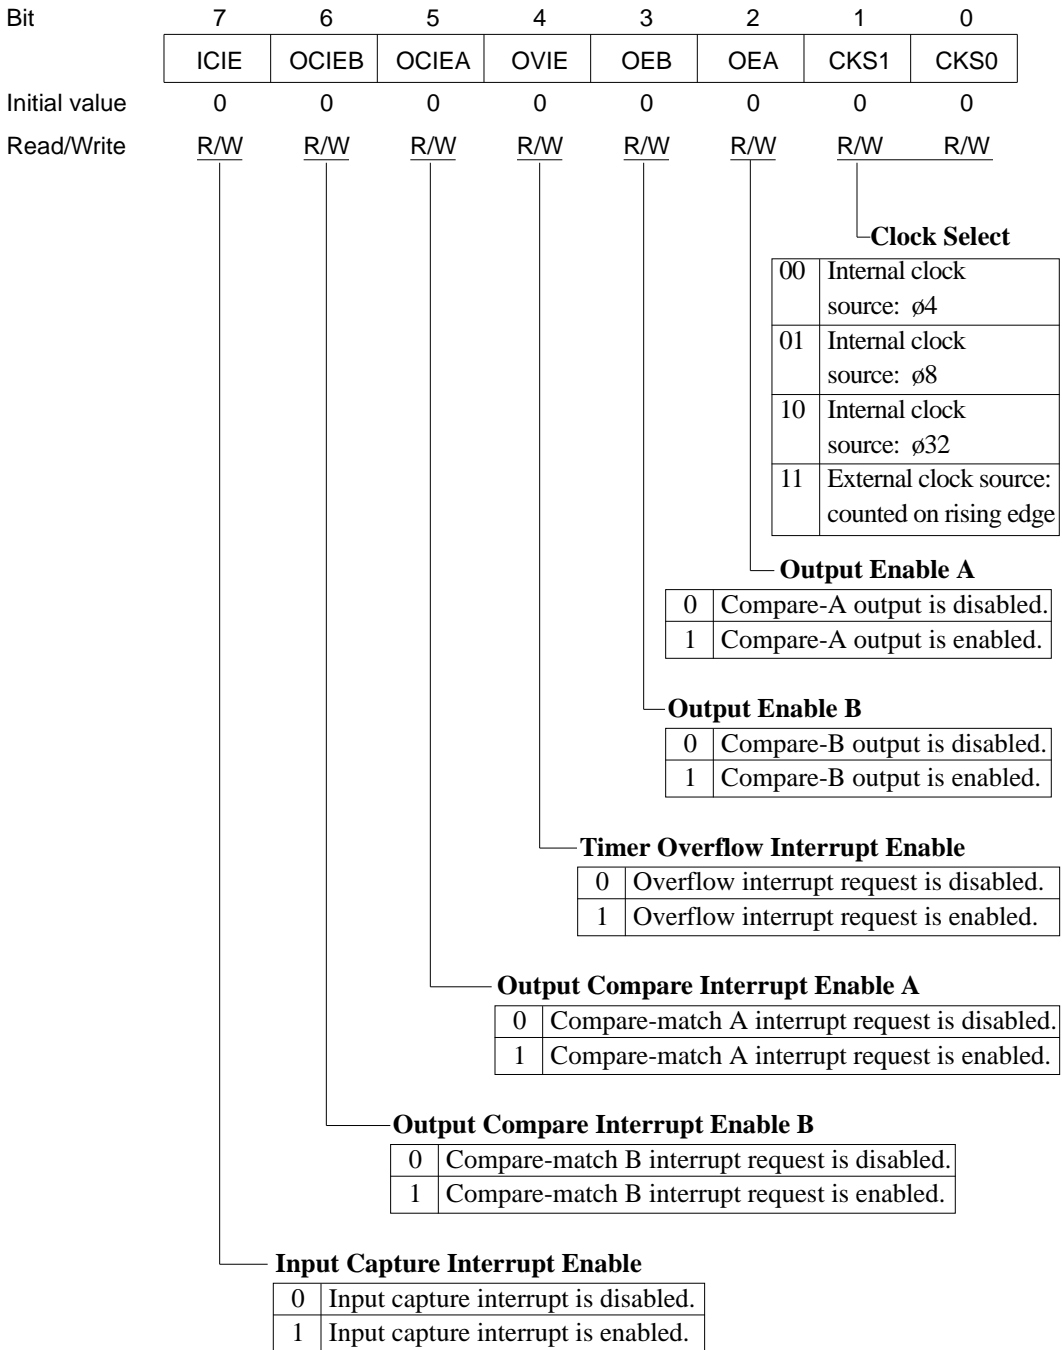 Bit 7 6 5 4 3 2 1 0
ICIE OCIEB OCIEA OVIE OEB OEA CKS1 CKS0
Initial value 0 0 0 0 0 0 0 0
Read/Write R/W R/W R/W R/W R/W R/W R/W R/W
Clock Select
00 Internal clock
source: ø4
01 Internal clock
source: ø8
10 Internal clock
source: ø32
11 External clock source:
counted on rising edge
Output Enable A
0 Compare-A output is disabled.
1 Compare-A output is enabled.
Output Enable B
0 Compare-B output is disabled.
1 Compare-B output is enabled.
Timer Overflow Interrupt Enable
0 Overflow interrupt request is disabled.
1 Overflow interrupt request is enabled.
Output Compare Interrupt Enable A
0 Compare-match A interrupt request is disabled.
1 Compare-match A interrupt request is enabled.
Output Compare Interrupt Enable B
0 Compare-match B interrupt request is disabled.
1 Compare-match B interrupt request is enabled.
Input Capture Interrupt Enable
0 Input capture interrupt is disabled.
1 Input capture interrupt is enabled.